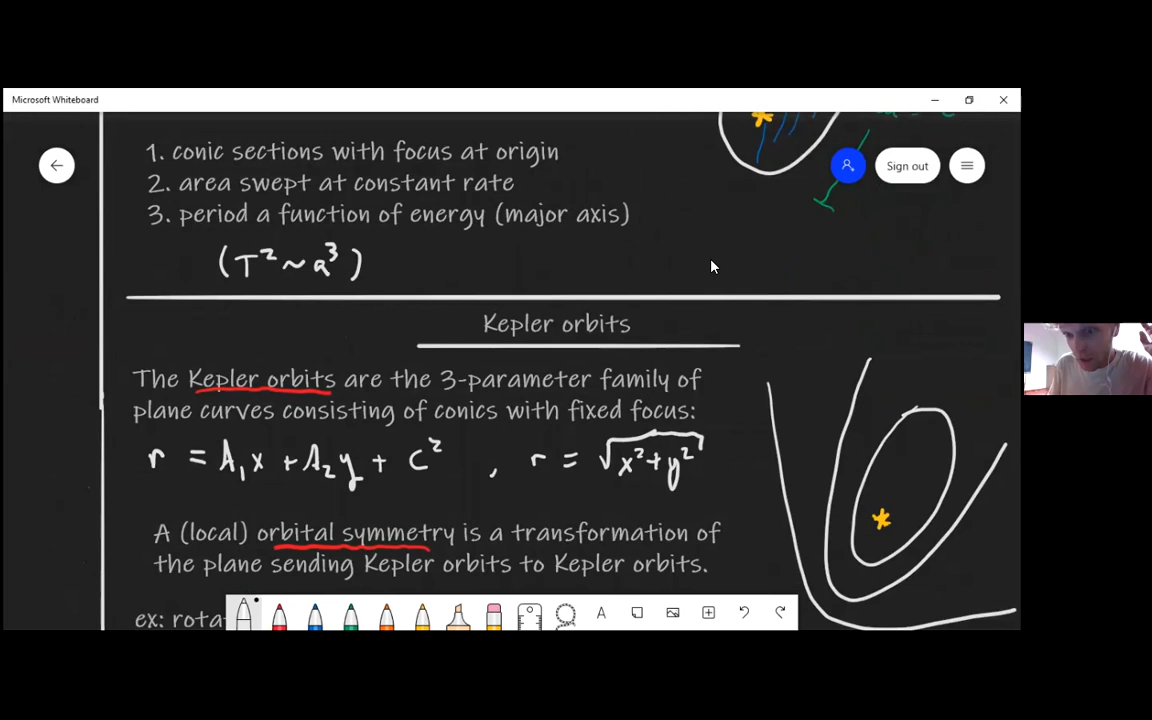 Microsoft Whiteboard
1. conic sections with focus at origin
2. area swept at constant rate
Sign out
3. period a function of energy (major axis)
(T² ~ a³)
Kepler orbits
The Kepler orbits are the 3-parameter family of
plane curves consisting of conics with fixed focus:
r = A₁x + A₂y + c² , r = √x²+y²
A (local) orbital symmetry is a transformation of
the plane sending Kepler orbits to Kepler orbits.
ex: rota
A